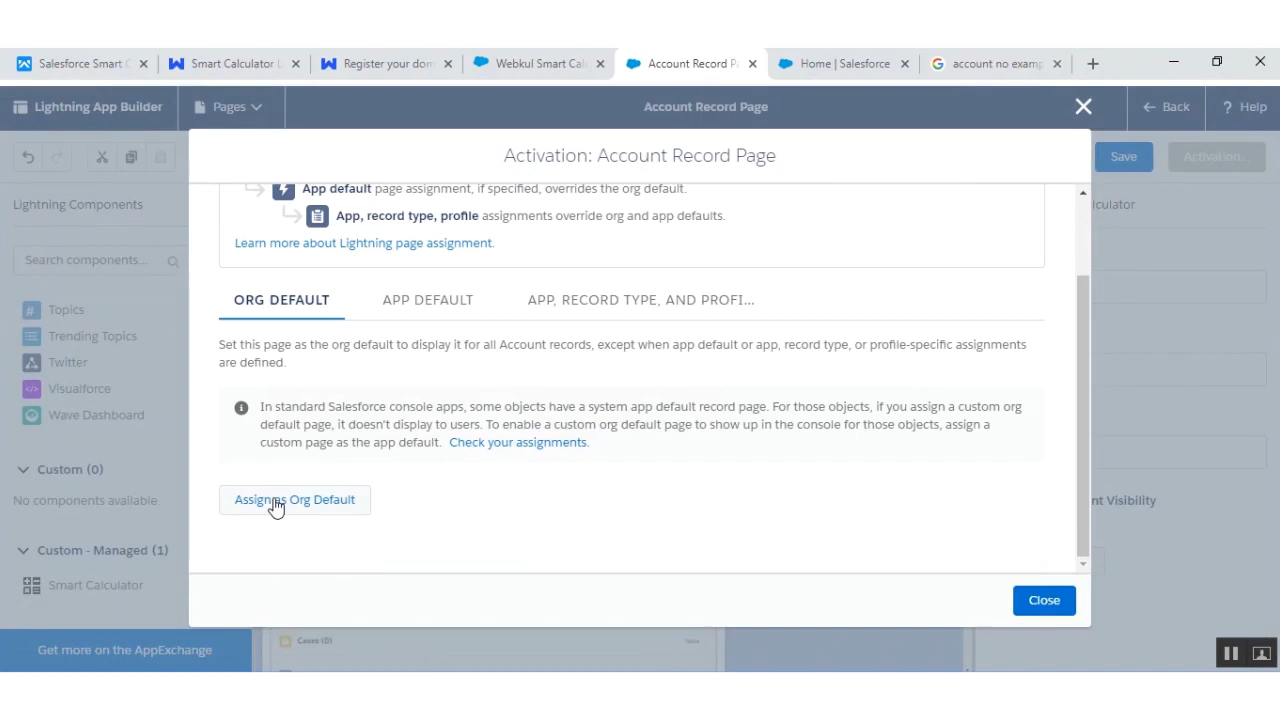 Salesforce Smart C
Smart Calculator L
Register your dom
Webkul Smart Calc
Account Record P
Home | Salesforce
account no examp
Lightning App Builder
Pages
Account Record Page
Back
? Help
Activation: Account Record Page
Save
Activation...
Lightning Components
App default page assignment, if specified, overrides the org default.
lculator
App, record type, profile assignments override org and app defaults.
Learn more about Lightning page assignment.
Search components...
ORG DEFAULT
APP DEFAULT
APP, RECORD TYPE, AND PROFI...
Topics
Trending Topics
Twitter
Visualforce
Wave Dashboard
Set this page as the org default to display it for all Account records, except when app default or app, record type, or profile-specific assignments
are defined.
In standard Salesforce console apps, some objects have a system app default record page. For those objects, if you assign a custom org
default page, it doesn't display to users. To enable a custom org default page to show up in the console for those objects, assign a
custom page as the app default. Check your assignments.
Custom (0)
No components available.
Assign as Org Default
nt Visibility
Custom - Managed (1)
Smart Calculator
Close
Get more on the AppExchange
Cases (0)